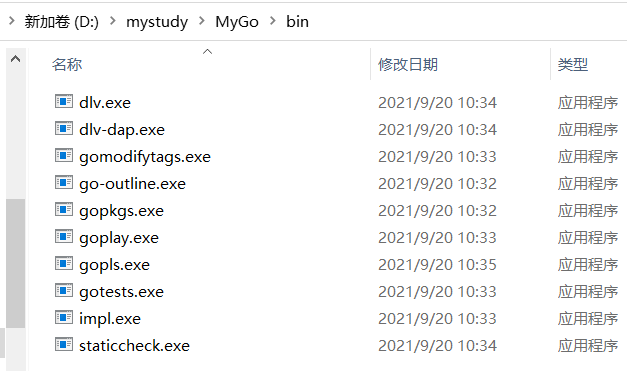 新加卷 (D:) > mystudy > MyGo > bin
名称 修改日期 类型
dlv.exe 2021/9/20 10:34 应用程序
dlv-dap.exe 2021/9/20 10:34 应用程序
gomodifytags.exe 2021/9/20 10:33 应用程序
go-outline.exe 2021/9/20 10:32 应用程序
gopkgs.exe 2021/9/20 10:32 应用程序
goplay.exe 2021/9/20 10:33 应用程序
gopls.exe 2021/9/20 10:35 应用程序
gotests.exe 2021/9/20 10:33 应用程序
impl.exe 2021/9/20 10:33 应用程序
staticcheck.exe 2021/9/20 10:34 应用程序